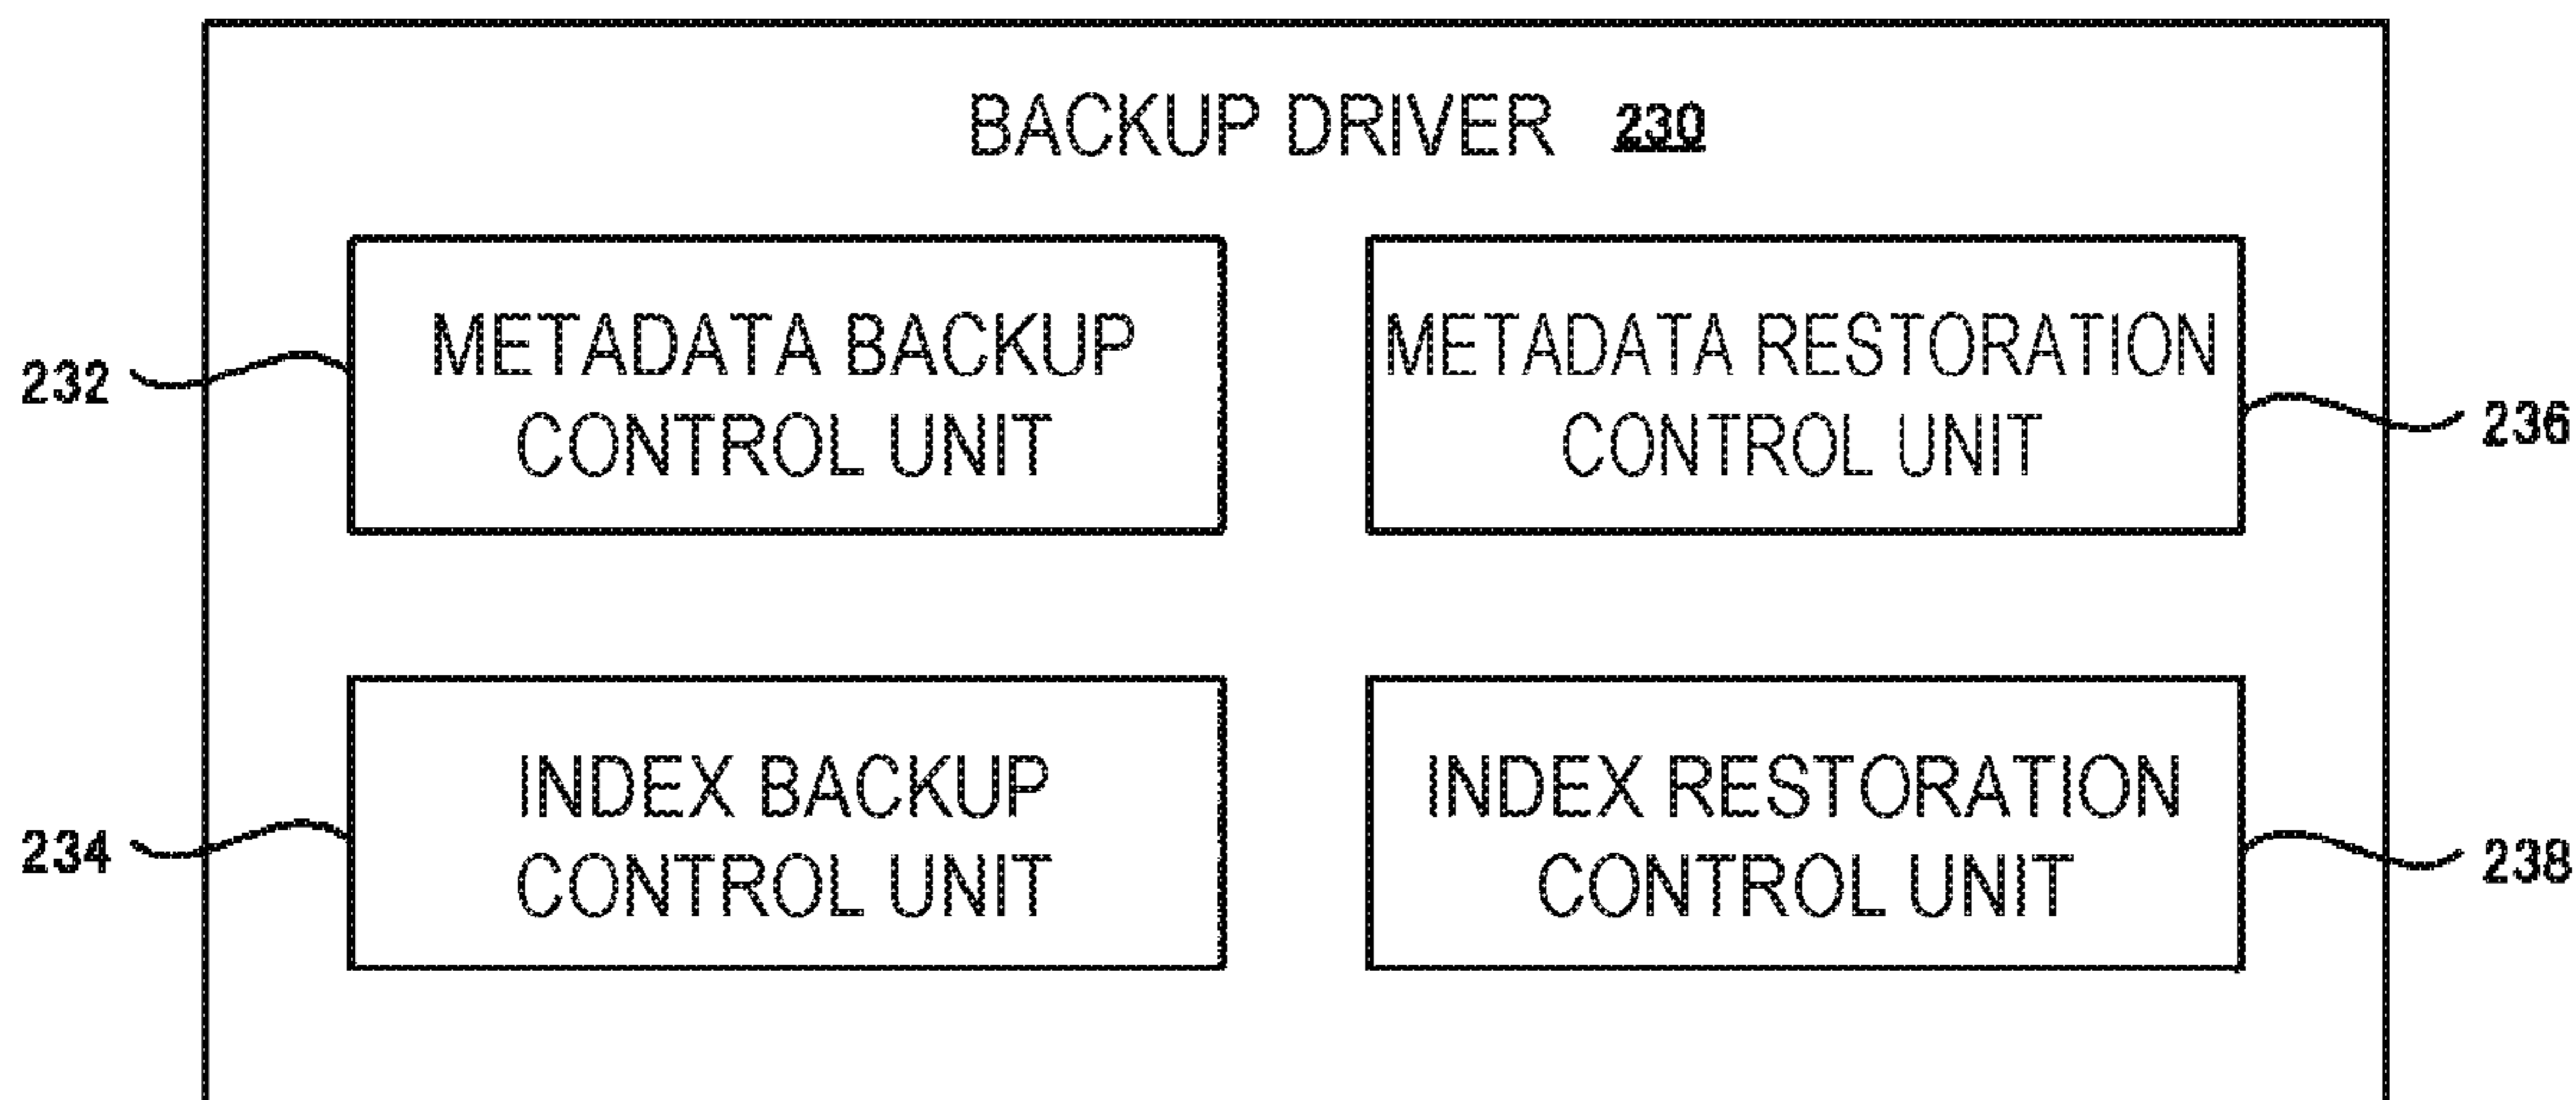 BACKUP DRIVER 230
METADATA BACKUP
CONTROL UNIT
232
METADATA RESTORATION
CONTROL UNIT
236
INDEX BACKUP
CONTROL UNIT
234
INDEX RESTORATION
CONTROL UNIT
238